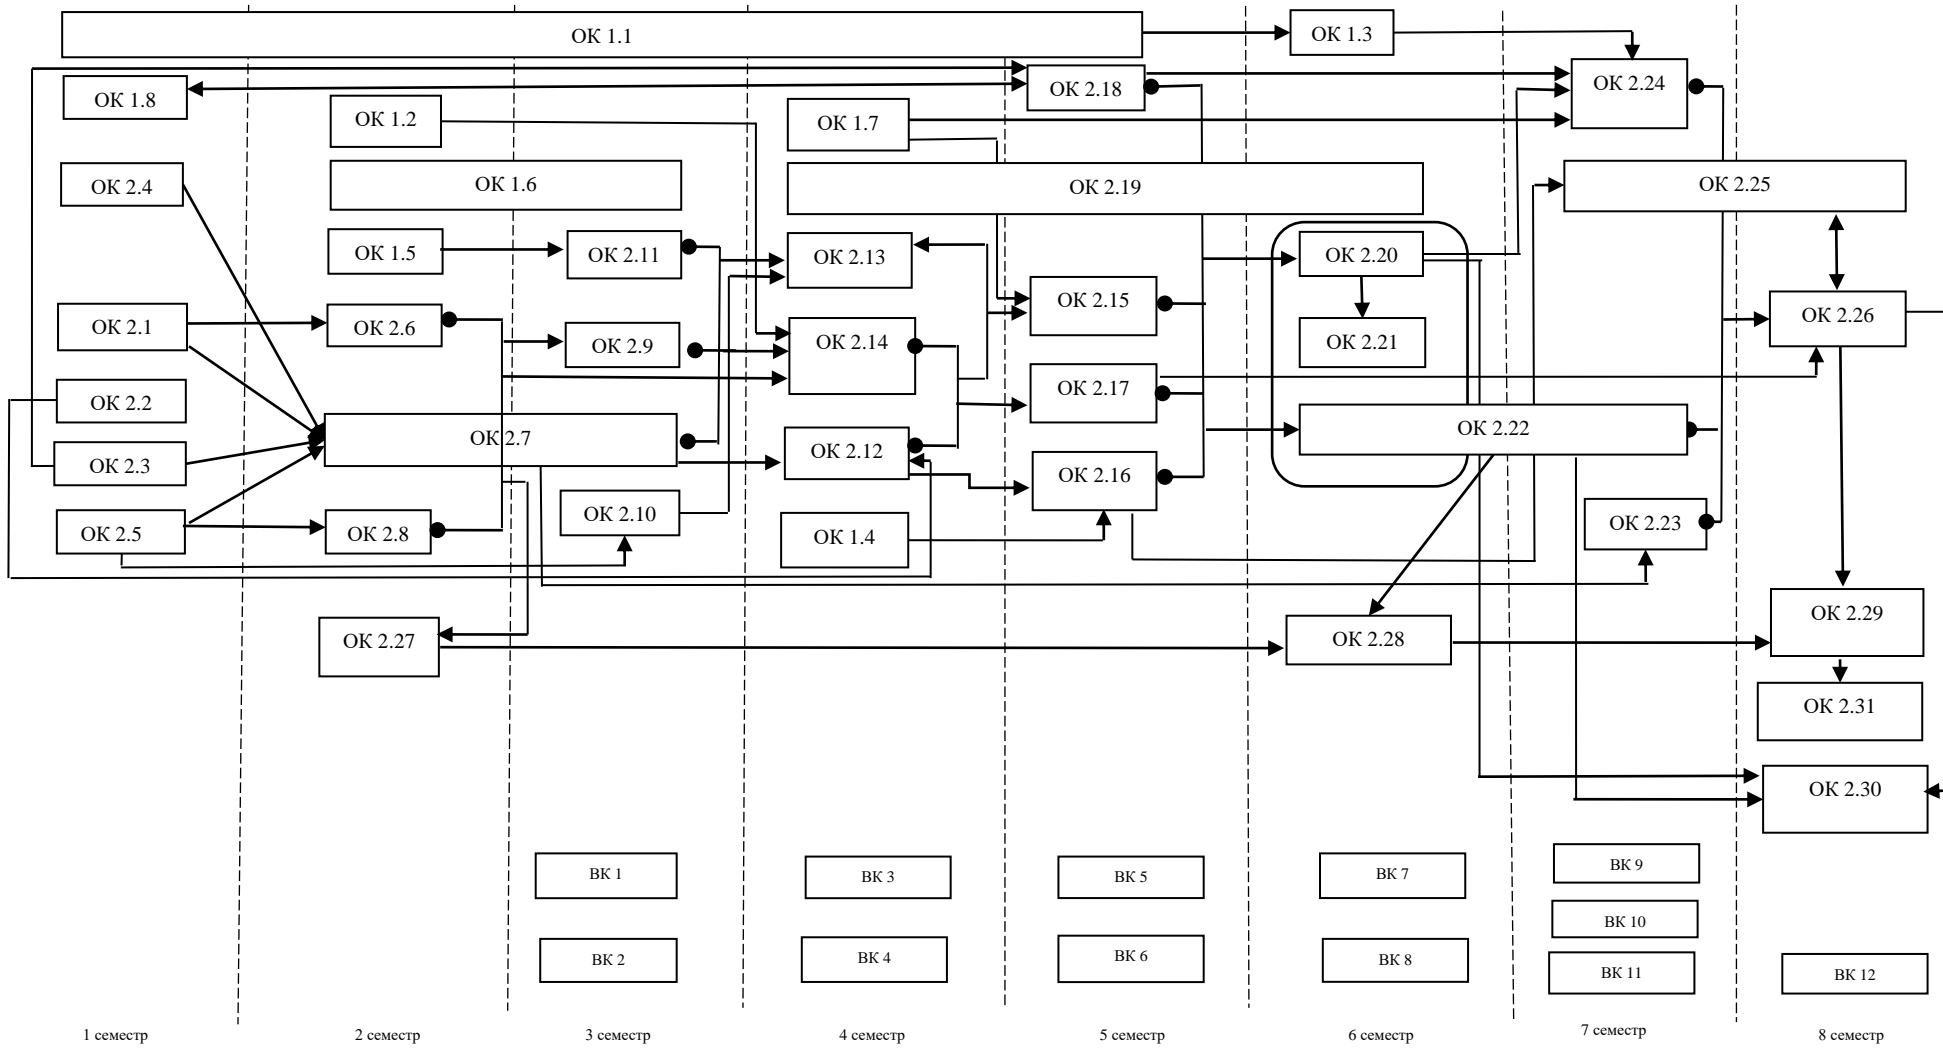 ОК 1.1
ОК 1.3
ОК 1.8
ОК 2.18
ОК 2.24
ОК 1.2
ОК 1.7
ОК 2.4
ОК 1.6
ОК 2.19
ОК 2.25
ОК 1.5
ОК 2.11
ОК 2.13
ОК 2.20
ОК 2.1
ОК 2.6
ОК 2.9
ОК 2.14
ОК 2.15
ОК 2.21
ОК 2.26
ОК 2.2
ОК 2.17
ОК 2.3
ОК 2.7
ОК 2.12
ОК 2.16
ОК 2.22
ОК 2.5
ОК 2.8
ОК 2.10
ОК 1.4
ОК 2.23
ОК 2.27
ОК 2.28
ОК 2.29
ОК 2.31
ОК 2.30
ВК 1
ВК 3
ВК 5
ВК 7
ВК 9
ВК 10
ВК 2
ВК 4
ВК 6
ВК 8
ВК 11
ВК 12
1 семестр
2 семестр
3 семестр
4 семестр
5 семестр
6 семестр
7 семестр
8 семестр